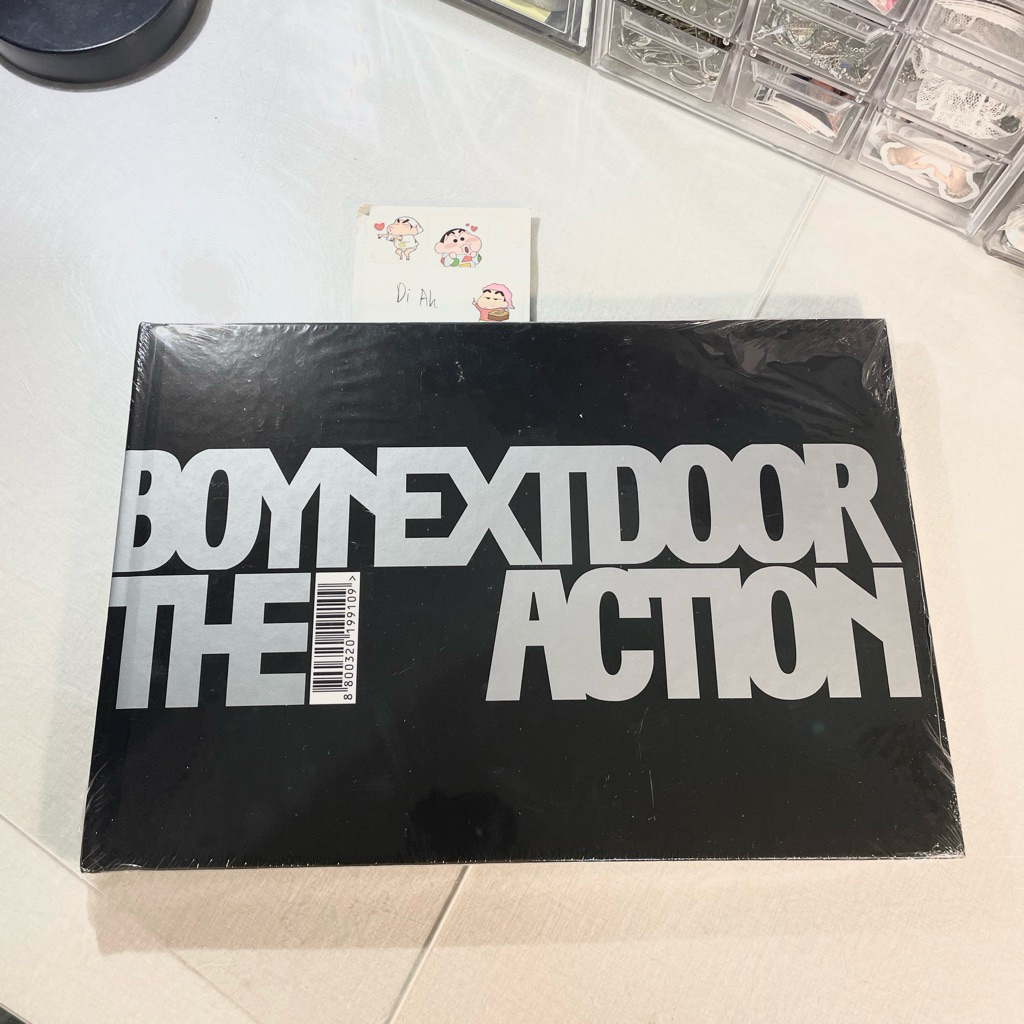 Di Ah
BOYNEXTDOOR
THE ACTION
8 800320 199109 >